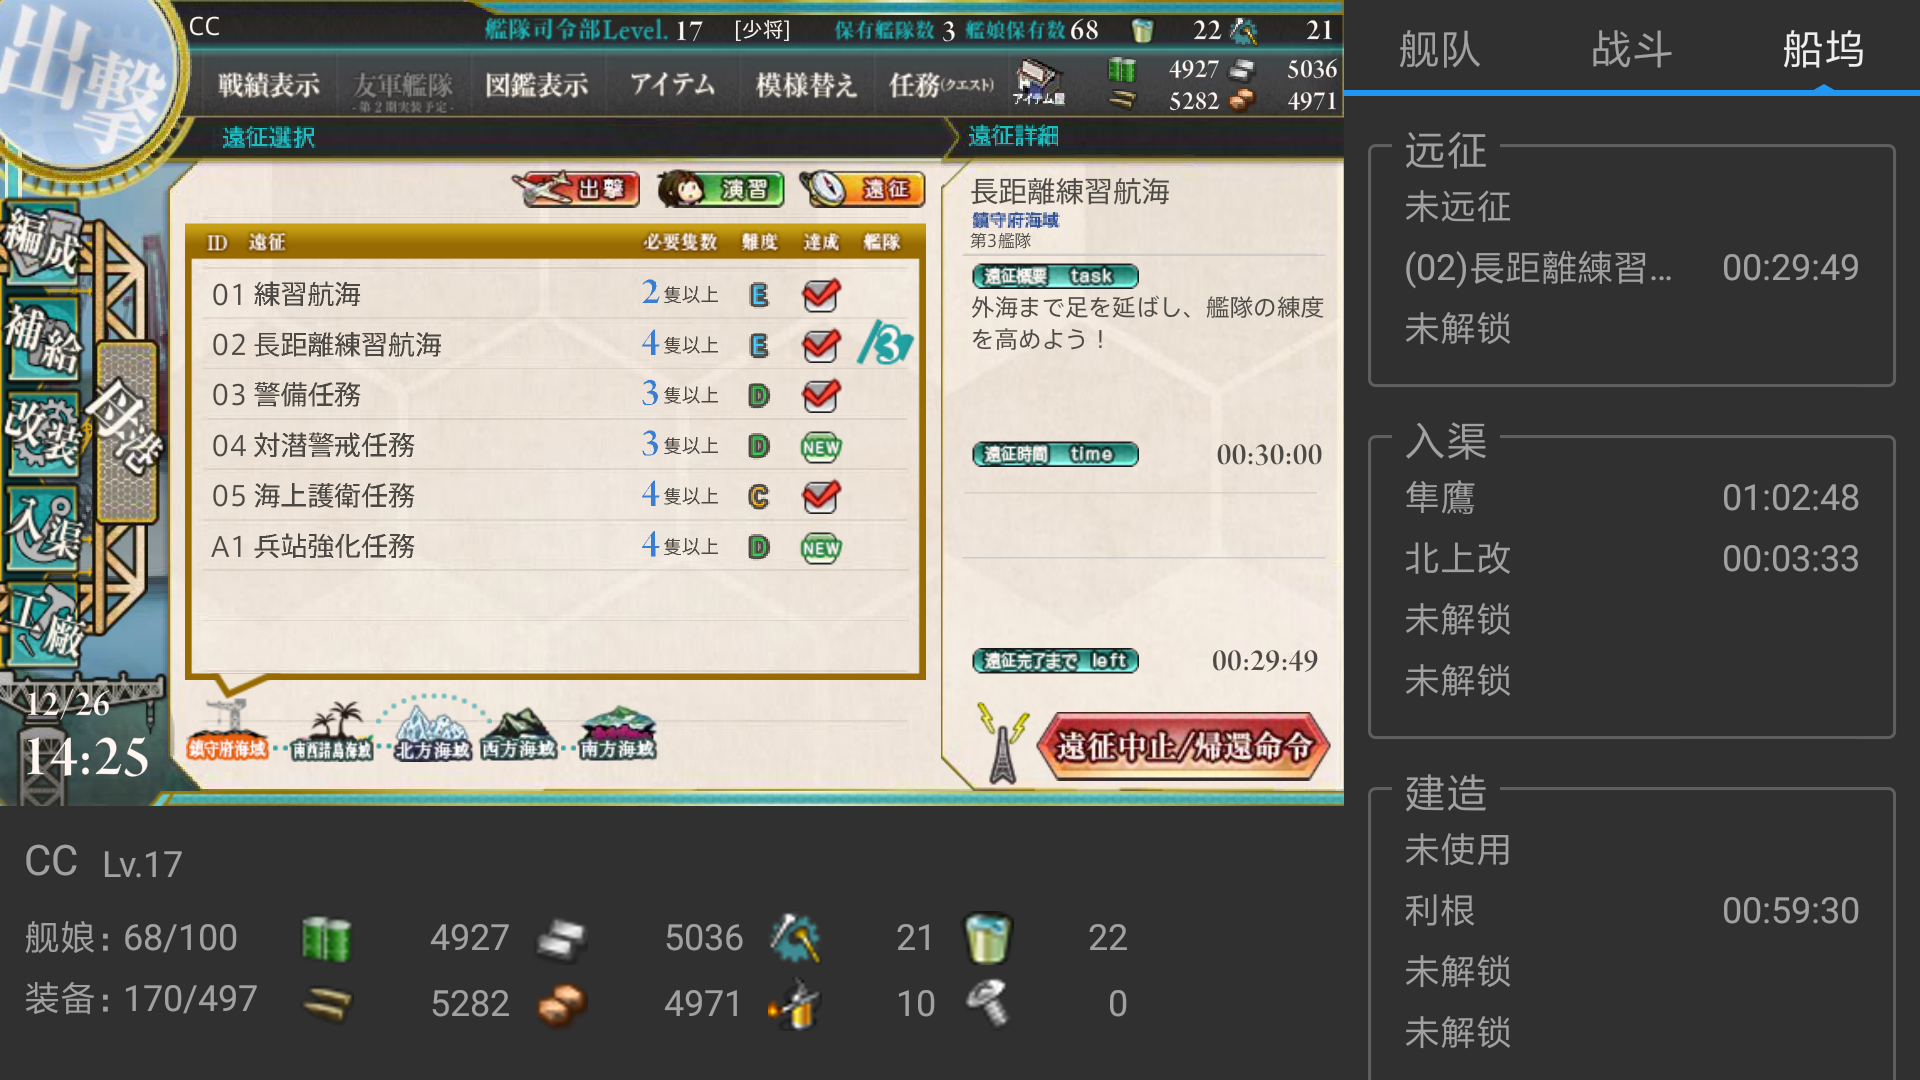 出撃
CC
艦隊司令部Level. 17 [少将] 保有艦隊数 3 艦娘保有数 68 22 21
戦績表示 友軍艦隊 -第2期実装予定- 図鑑表示 アイテム 模様替え 任務(クエスト) アイテム屋 4927 5036
5282 4971
遠征選択
遠征詳細
出撃 演習 遠征
ID 遠征 必要隻数 難度 達成 艦隊
01 練習航海 2隻以上 E
02 長距離練習航海 4隻以上 E /3
03 警備任務 3隻以上 D
04 対潜警戒任務 3隻以上 D NEW
05 海上護衛任務 4隻以上 C
A1 兵站強化任務 4隻以上 D NEW
鎮守府海域 南西諸島海域 北方海域 西方海域 南方海域
長距離練習航海
鎮守府海域
第3艦隊
遠征概要 task
外海まで足を延ばし、艦隊の練度
を高めよう！
遠征時間 time 00:30:00
遠征完了まで left 00:29:49
遠征中止/帰還命令
編成
補給
改装
母港
入渠
工廠
12/26
14:25
CC Lv.17
舰娘: 68/100 4927 5036 21 22
装备: 170/497 5282 4971 10 0
舰队 战斗 船坞
远征
未远征
(02)長距離練習... 00:29:49
未解锁
入渠
隼鷹 01:02:48
北上改 00:03:33
未解锁
未解锁
建造
未使用
利根 00:59:30
未解锁
未解锁